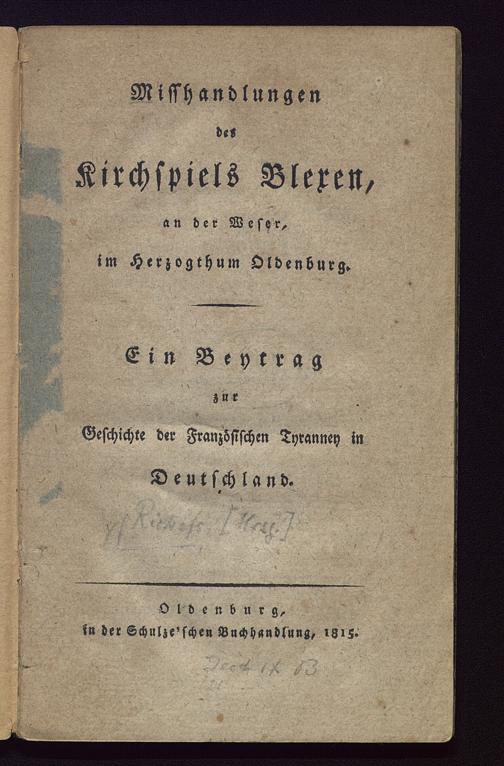 Misshandlungen
des
Kirchspiels Blexen,
an der Weser,
im Herzogthum Oldenburg.
Ein Beytrag
zur
Geschichte der Französischen Tyranney in
Deutschland.
[Hrsg.]
Oldenburg,
in der Schulze'schen Buchhandlung, 1815.